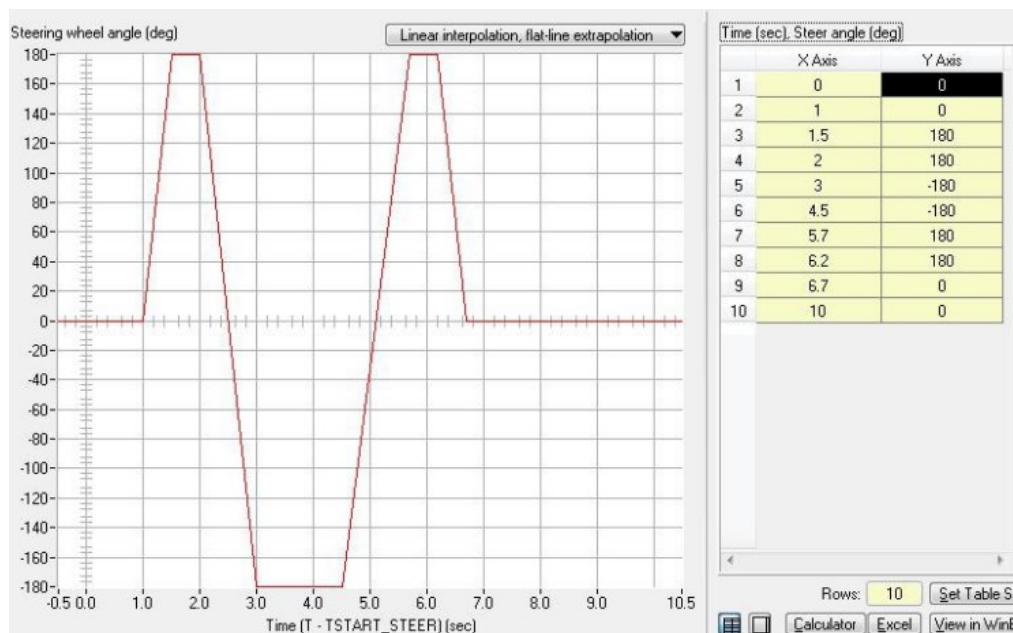 Steering wheel angle (deg)
Linear interpolation, flat-line extrapolation
180
160
140
120
100
80
60
40
20
0
-20
-40
-60
-80
-100
-120
-140
-160
-180
-0.5 0.0 1.0 2.0 3.0 4.0 5.0 6.0 7.0 8.0 9.0 10.5
Time (T - TSTART_STEER) (sec)
Time (sec), Steer angle (deg)
X Axis Y Axis
1 0 0
2 1 0
3 1.5 180
4 2 180
5 3 -180
6 4.5 -180
7 5.7 180
8 6.2 180
9 6.7 0
10 10 0
Rows: 10 Set Table S
Calculator Excel View in WinE